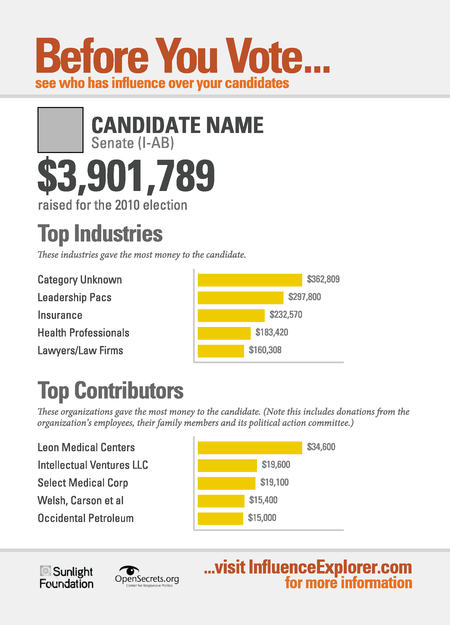 Before You Vote...
see who has influence over your candidates
CANDIDATE NAME
Senate (I-AB)
$3,901,789
raised for the 2010 election
Top Industries
These industries gave the most money to the candidate.
Category Unknown $362,809
Leadership Pacs $297,800
Insurance $232,570
Health Professionals $183,420
Lawyers/Law Firms $160,308
Top Contributors
These organizations gave the most money to the candidate. (Note this includes donations from the
organization's employees, their family members and its political action committee.)
Leon Medical Centers $34,600
Intellectual Ventures LLC $19,600
Select Medical Corp $19,100
Welsh, Carson et al $15,400
Occidental Petroleum $15,000
Sunlight
Foundation
OpenSecrets.org
Center for Responsive Politics
...visit InfluenceExplorer.com
for more information